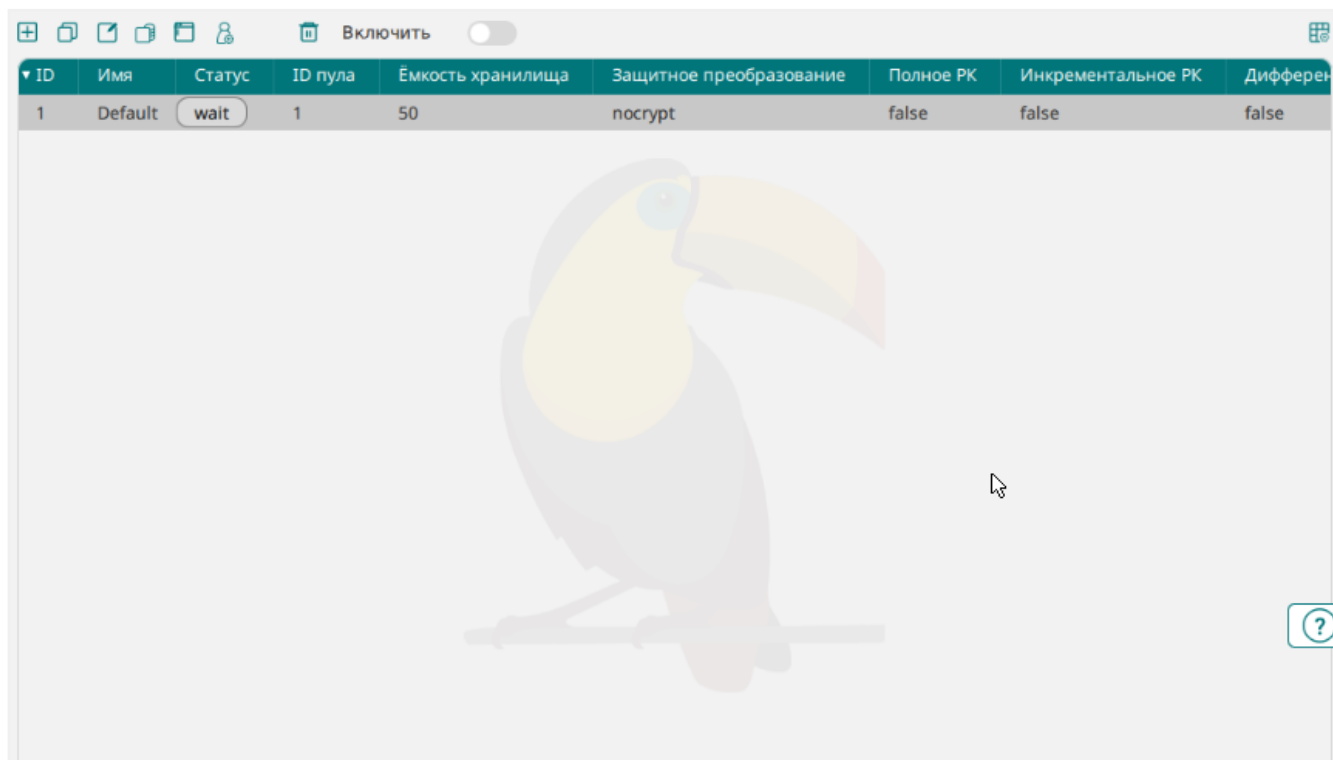 Включить
ID Имя Статус ID пула Ёмкость хранилища Защитное преобразование Полное РК Инкрементальное РК Дифферен
1 Default wait 1 50 nocrypt false false false
?